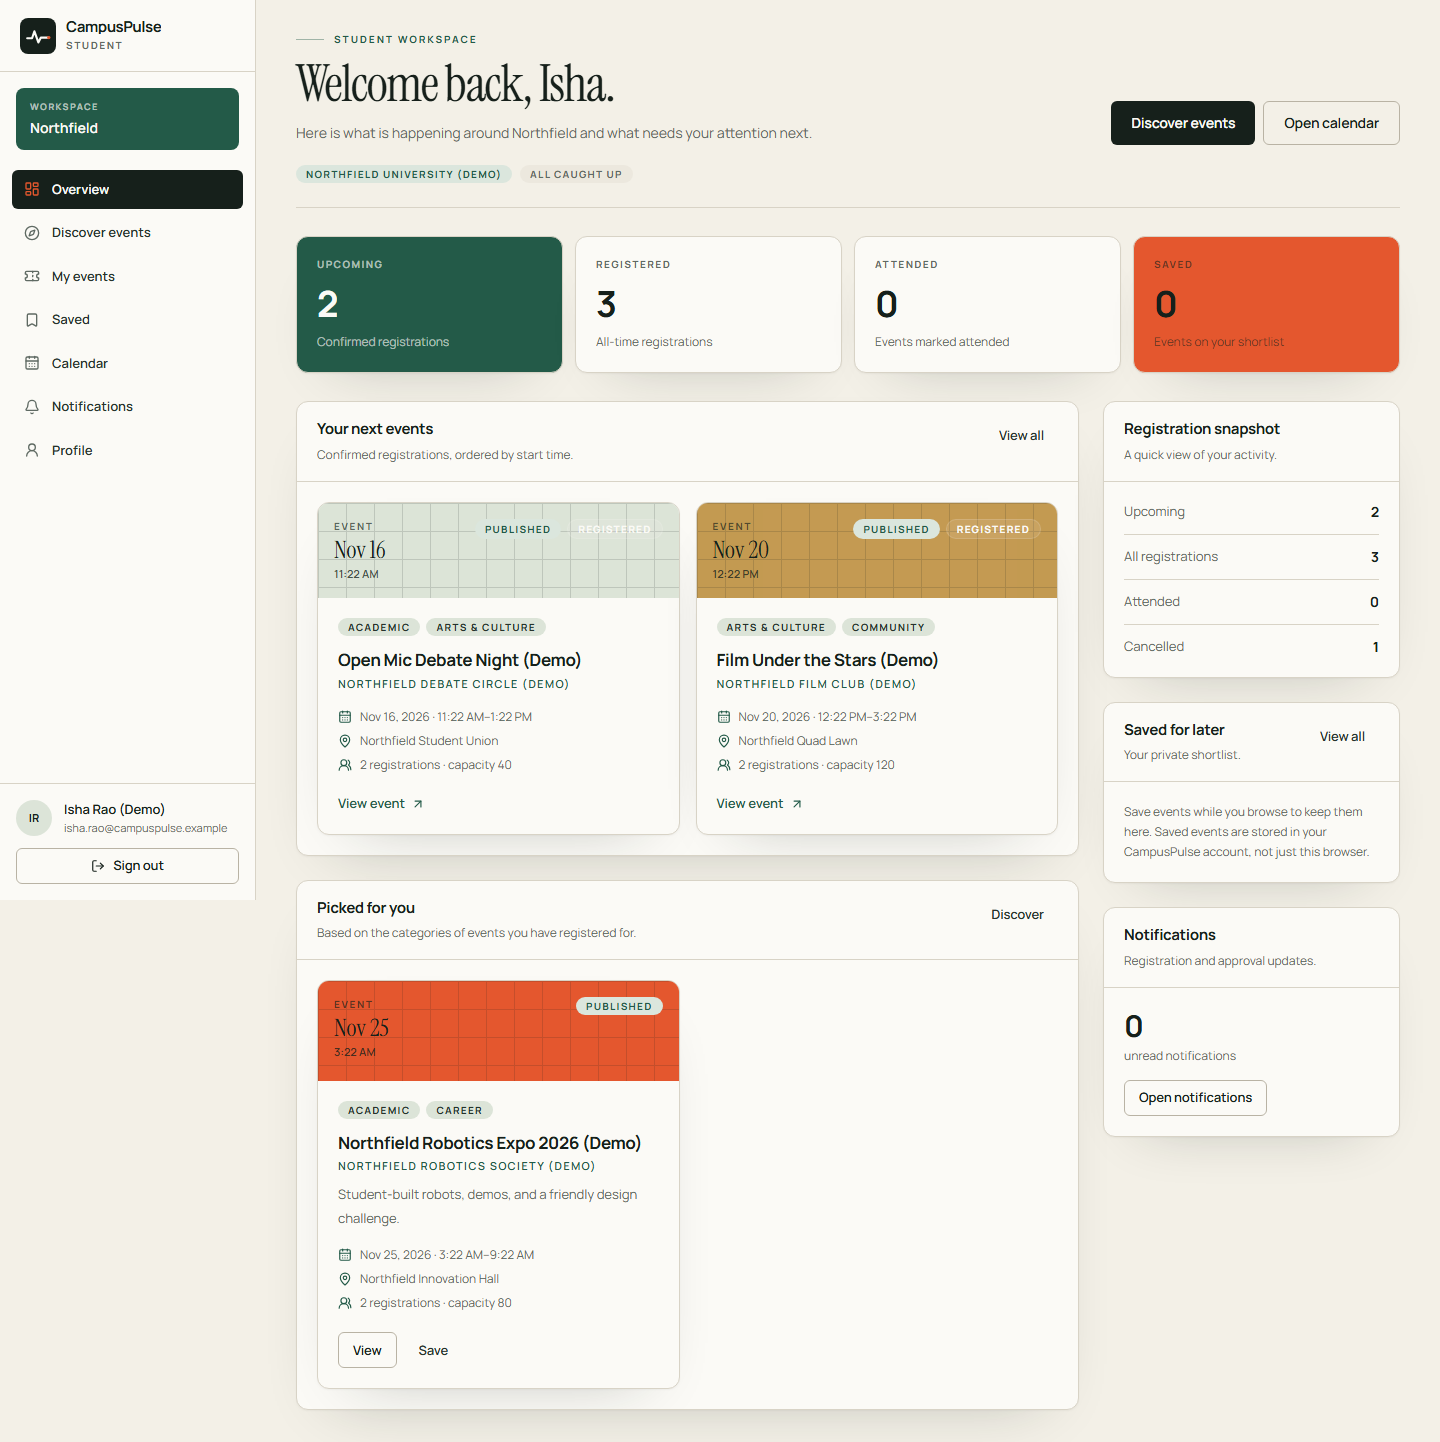 CampusPulse
STUDENT
WORKSPACE
Northfield
Overview
Discover events
My events
Saved
Calendar
Notifications
Profile
IR
Isha Rao (Demo)
isha.rao@campuspulse.example
Sign out
STUDENT WORKSPACE
Welcome back, Isha.
Here is what is happening around Northfield and what needs your attention next.
NORTHFIELD UNIVERSITY (DEMO)
ALL CAUGHT UP
Discover events
Open calendar
UPCOMING
2
Confirmed registrations
REGISTERED
3
All-time registrations
ATTENDED
0
Events marked attended
SAVED
0
Events on your shortlist
Your next events
Confirmed registrations, ordered by start time.
View all
EVENT
Nov 16
11:22 AM
PUBLISHED
REGISTERED
ACADEMIC
ARTS & CULTURE
Open Mic Debate Night (Demo)
NORTHFIELD DEBATE CIRCLE (DEMO)
Nov 16, 2026 · 11:22 AM–1:22 PM
Northfield Student Union
2 registrations · capacity 40
View event
EVENT
Nov 20
12:22 PM
PUBLISHED
REGISTERED
ARTS & CULTURE
COMMUNITY
Film Under the Stars (Demo)
NORTHFIELD FILM CLUB (DEMO)
Nov 20, 2026 · 12:22 PM–3:22 PM
Northfield Quad Lawn
2 registrations · capacity 120
View event
Picked for you
Based on the categories of events you have registered for.
Discover
EVENT
Nov 25
3:22 AM
PUBLISHED
ACADEMIC
CAREER
Northfield Robotics Expo 2026 (Demo)
NORTHFIELD ROBOTICS SOCIETY (DEMO)
Student-built robots, demos, and a friendly design
challenge.
Nov 25, 2026 · 3:22 AM–9:22 AM
Northfield Innovation Hall
2 registrations · capacity 80
View
Save
Registration snapshot
A quick view of your activity.
Upcoming 2
All registrations 3
Attended 0
Cancelled 1
Saved for later
Your private shortlist.
View all
Save events while you browse to keep them
here. Saved events are stored in your
CampusPulse account, not just this browser.
Notifications
Registration and approval updates.
0
unread notifications
Open notifications